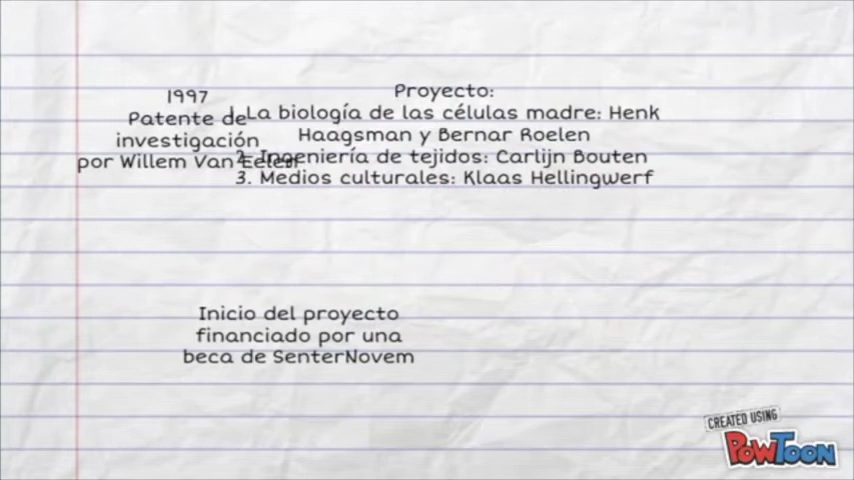 1997
Patente de
investigación
por Willem Van Eelen
Proyecto:
1. La biología de las células madre: Henk
Haagsman y Bernar Roelen
2. Ingeniería de tejidos: Carlijn Bouten
3. Medios culturales: Klaas Hellingwerf
Inicio del proyecto
financiado por una
beca de SenterNovem
CREATED USING
POWTOON